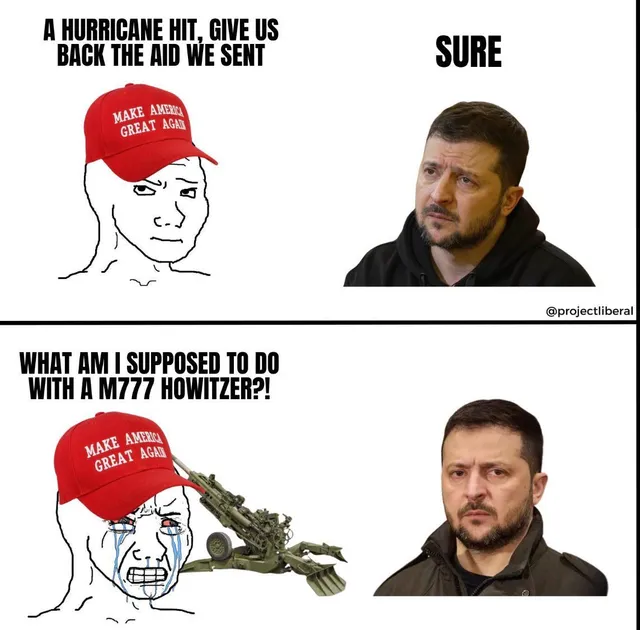 A HURRICANE HIT, GIVE US
BACK THE AID WE SENT
SURE
MAKE AMERICA
GREAT AGAIN
@projectliberal
WHAT AM I SUPPOSED TO DO
WITH A M777 HOWITZER?!
MAKE AMERICA
GREAT AGAIN